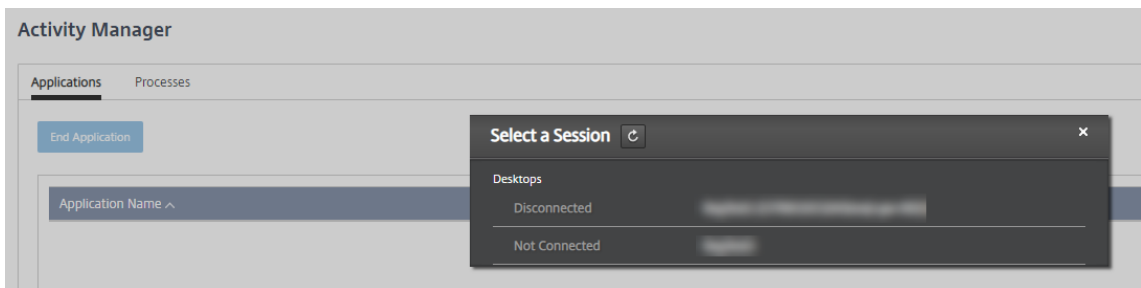 Activity Manager
Applications Processes
End Application
Application Name
Select a Session
×
Desktops
Disconnected
Not Connected